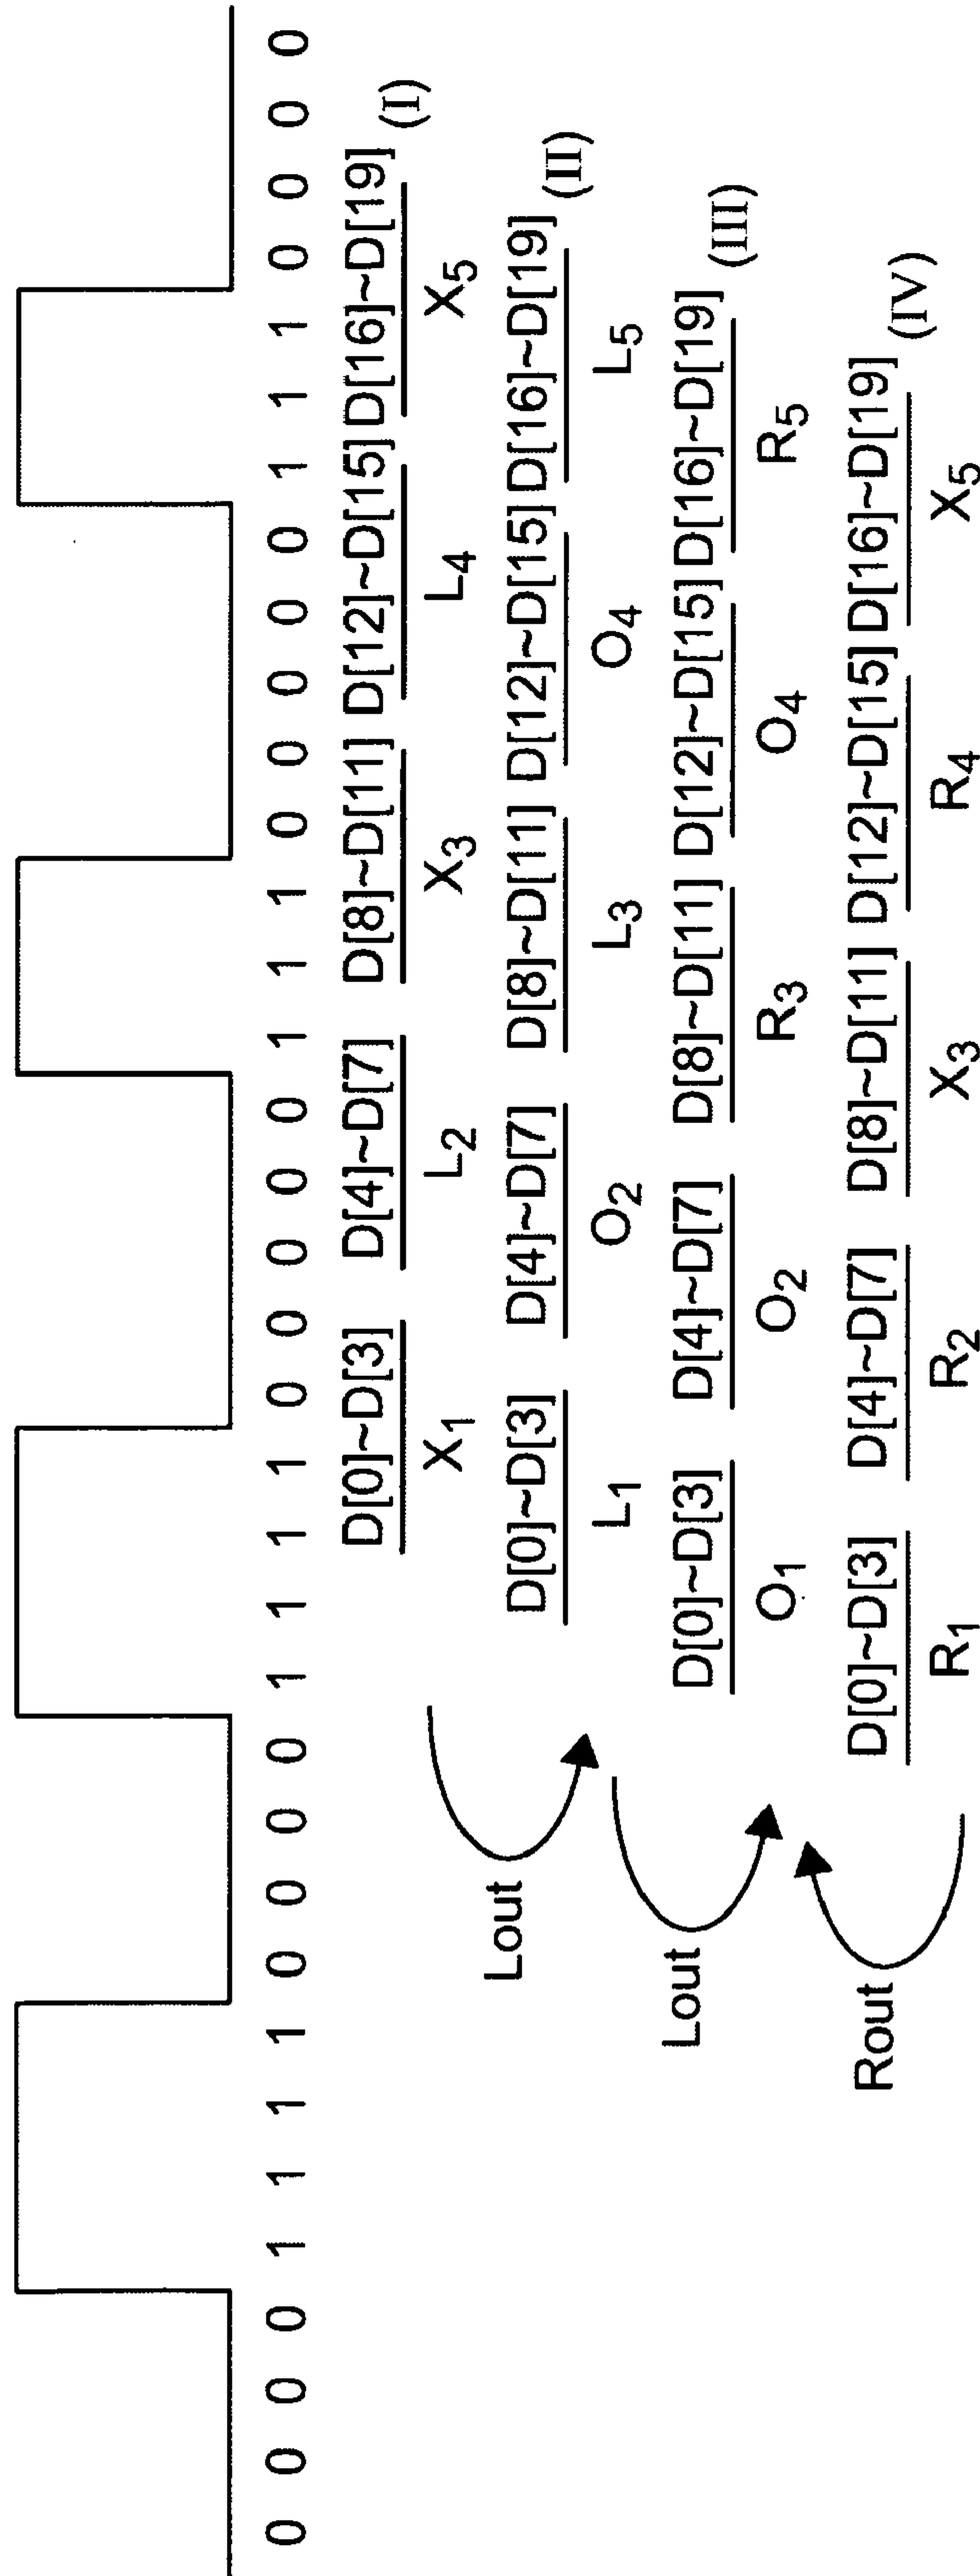 0 0 0 0 1 1 1 1 0 0 0 0 1 1 1 1 0 0 0 0 0 1 1 1 0 0 0 0 0 1 1 1 0 0 0 0
D[0]~D[3] D[4]~D[7] D[8]~D[11] D[12]~D[15] D[16]~D[19] (I)
X1 L2 X3 L4 X5
Lout
D[0]~D[3] D[4]~D[7] D[8]~D[11] D[12]~D[15] D[16]~D[19] (II)
L1 O2 L3 O4 L5
Lout
D[0]~D[3] D[4]~D[7] D[8]~D[11] D[12]~D[15] D[16]~D[19] (III)
O1 O2 R3 O4 R5
Rout
D[0]~D[3] D[4]~D[7] D[8]~D[11] D[12]~D[15] D[16]~D[19] (IV)
R1 R2 X3 R4 X5